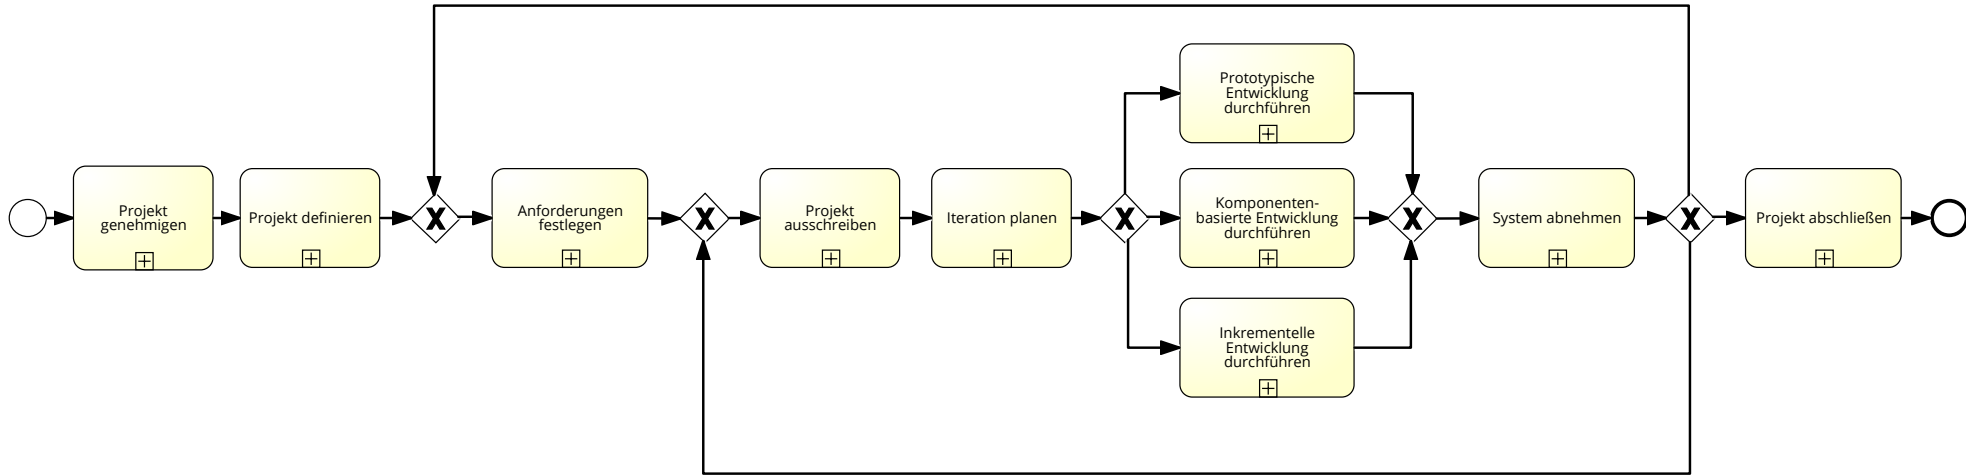 Projekt
genehmigen
Projekt definieren
Anforderungen
festlegen
Projekt
ausschreiben
Iteration planen
Prototypische
Entwicklung
durchführen
Komponenten-
basierte Entwicklung
durchführen
Inkrementelle
Entwicklung
durchführen
System abnehmen
Projekt abschließen